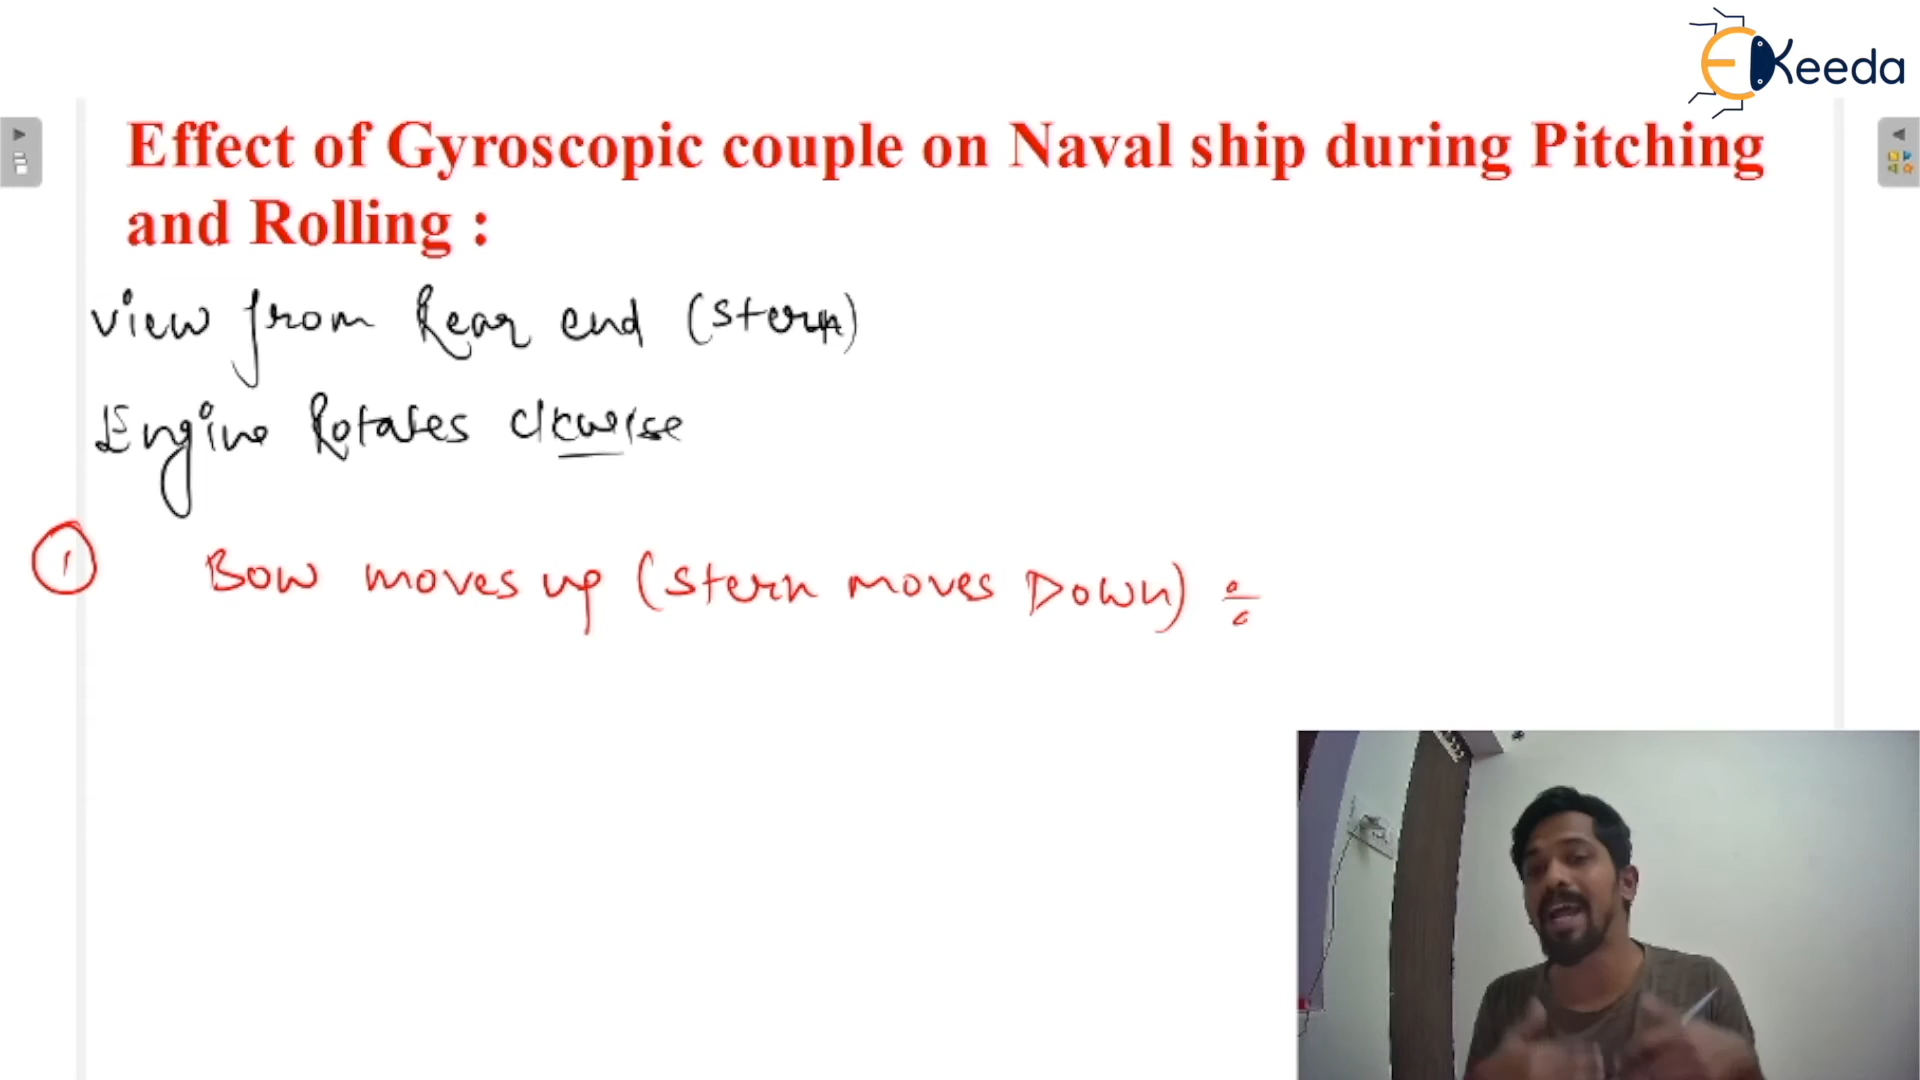 EKeeda
Effect of Gyroscopic couple on Naval ship during Pitching
and Rolling :
View from Rear end (Stern)
Engine Rotates clkwise
1 Bow moves up (Stern moves Down) :